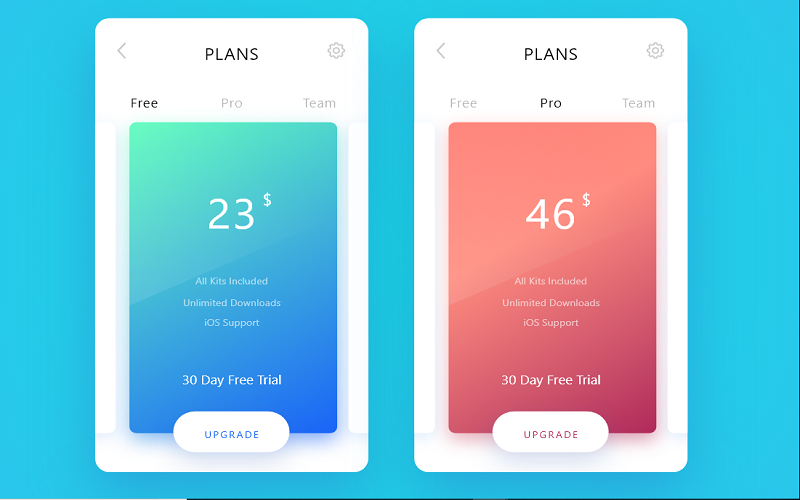 PLANS
Free Pro Team
23 $
All Kits Included
Unlimited Downloads
iOS Support
30 Day Free Trial
UPGRADE
PLANS
Free Pro Team
46 $
All Kits Included
Unlimited Downloads
iOS Support
30 Day Free Trial
UPGRADE